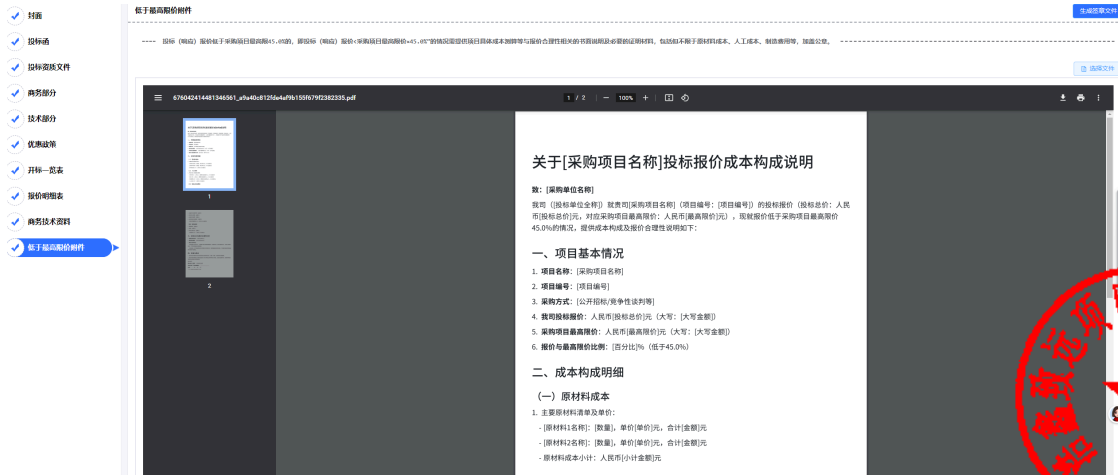 封面
投标函
投标资质文件
商务部分
技术部分
优惠政策
开标一览表
报价明细表
商务技术资料
低于最高限价附件
低于最高限价附件
生成签章文件
投标（响应）报价低于采购项目最高限45.0%的，即投标（响应）报价<采购项目最高限价×45.0%"的情况需提供项目具体成本测算等与报价合理性相关的书面说明及必要的证明材料，包括但不限于原材料成本、人工成本、制造费用等，加盖公章。
选择文件
676042414481346561_a9a40c812fde4af9b155f679f2382335.pdf
1 / 2
100%
1
2
关于[采购项目名称]投标报价成本构成说明
致：[采购单位名称]
我司（[投标单位全称]）就贵司[采购项目名称]（项目编号：[项目编号]）的投标报价（投标总价：人民
币[投标总价]元，对应采购项目最高限价：人民币[最高限价]元），现就报价低于采购项目最高限价
45.0%的情况，提供成本构成及报价合理性说明如下：
一、项目基本情况
1. 项目名称：[采购项目名称]
2. 项目编号：[项目编号]
3. 采购方式：[公开招标/竞争性谈判等]
4. 我司投标报价：人民币[投标总价]元（大写：[大写金额]）
5. 采购项目最高限价：人民币[最高限价]元（大写：[大写金额]）
6. 报价与最高限价比例：[百分比]%（低于45.0%）
二、成本构成明细
（一）原材料成本
1. 主要原材料清单及单价：
- [原材料1名称]：[数量]，单价[单价]元，合计[金额]元
- [原材料2名称]：[数量]，单价[单价]元，合计[金额]元
- 原材料成本小计：人民币[小计金额]元
鑫致远项